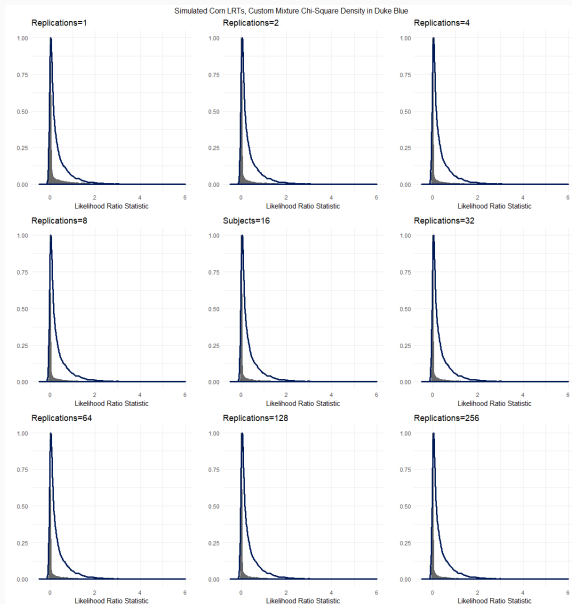 Simulated Corn LRTs, Custom Mixture Chi-Square Density in Duke Blue
Replications=1
Replications=2
Replications=4
1.00
0.75
0.50
0.25
0.00
1.00
0.75
0.50
0.25
0.00
1.00
0.75
0.50
0.25
0.00
0 2 4 6
0 2 4 6
0 2 4 6
Likelihood Ratio Statistic
Likelihood Ratio Statistic
Likelihood Ratio Statistic
Replications=8
Subjects=16
Replications=32
1.00
0.75
0.50
0.25
0.00
1.00
0.75
0.50
0.25
0.00
1.00
0.75
0.50
0.25
0.00
0 2 4 6
0 2 4 6
0 2 4 6
Likelihood Ratio Statistic
Likelihood Ratio Statistic
Likelihood Ratio Statistic
Replications=64
Replications=128
Replications=256
1.00
0.75
0.50
0.25
0.00
1.00
0.75
0.50
0.25
0.00
1.00
0.75
0.50
0.25
0.00
0 2 4 6
0 2 4 6
0 2 4 6
Likelihood Ratio Statistic
Likelihood Ratio Statistic
Likelihood Ratio Statistic